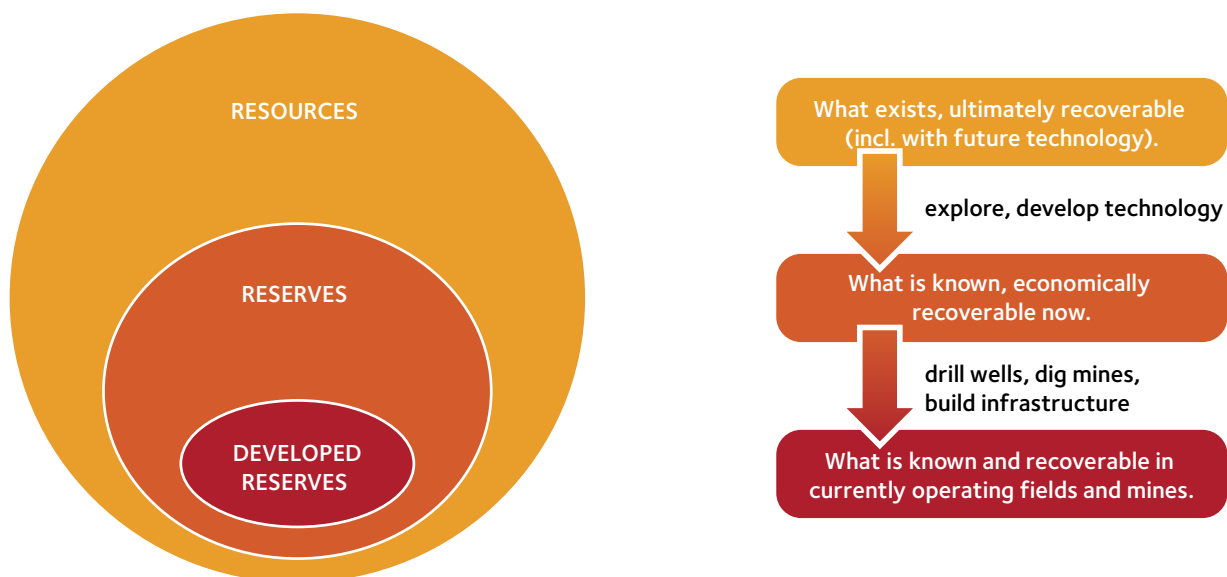 RESOURCES
RESERVES
DEVELOPED
RESERVES
What exists, ultimately recoverable
(incl. with future technology).
explore, develop technology
What is known, economically
recoverable now.
drill wells, dig mines,
build infrastructure
What is known and recoverable in
currently operating fields and mines.